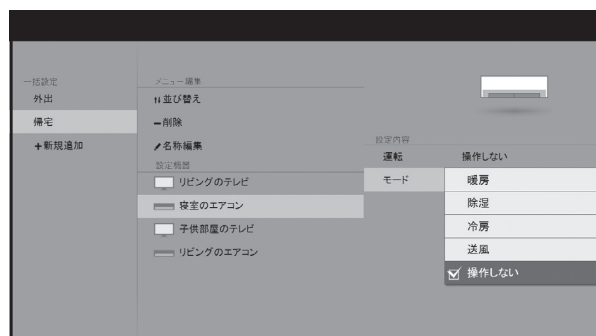 一括設定
外出
帰宅
+新規追加
メニュー編集
並び替え
削除
名称編集
設定機器
リビングのテレビ
寝室のエアコン
子供部屋のテレビ
リビングのエアコン
設定内容
運転 操作しない
モード
暖房
除湿
冷房
送風
操作しない